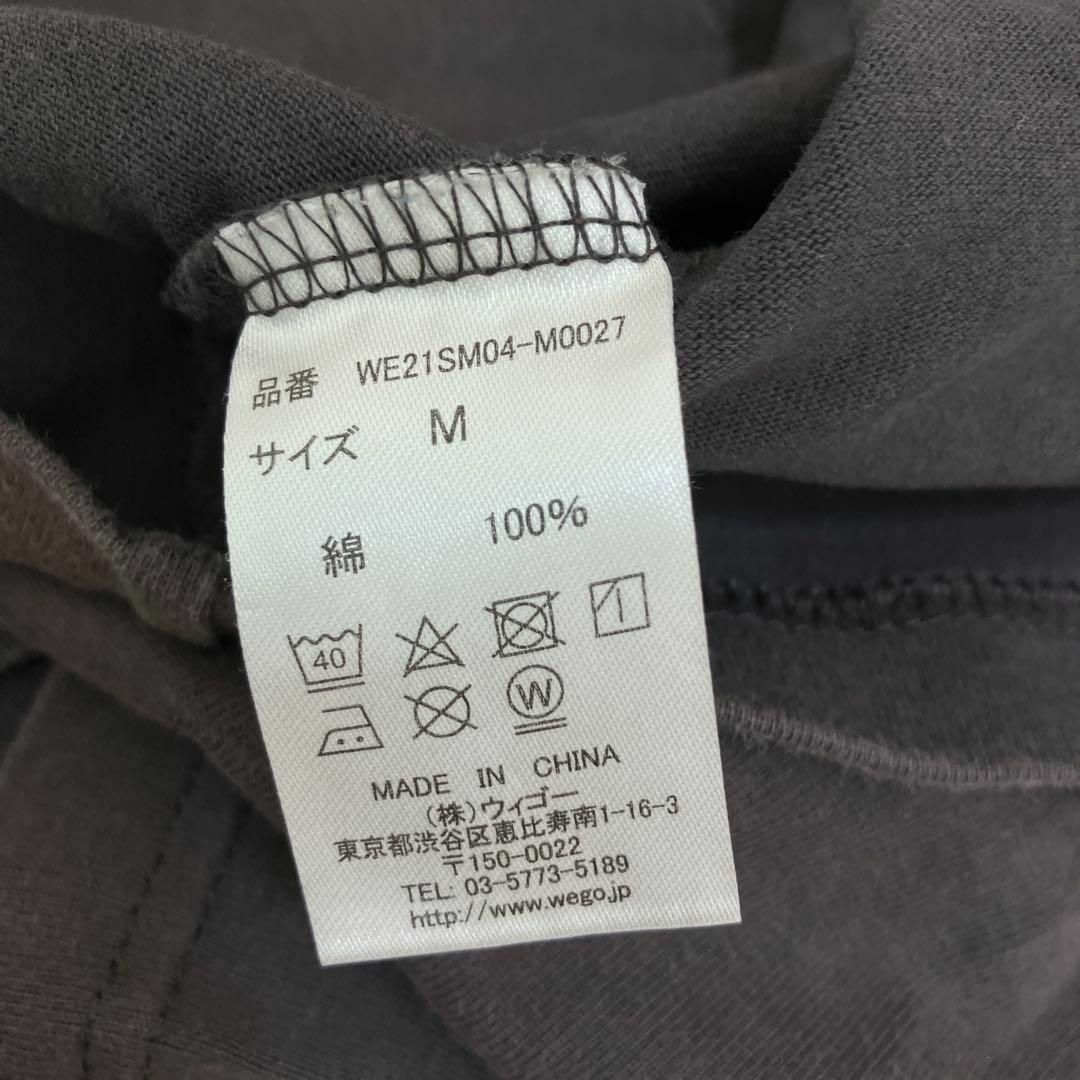 品番 WE21SM04-M0027
サイズ M
綿 100%
40
W
MADE IN CHINA
(株)ウィゴー
東京都渋谷区恵比寿南1-16-3
〒150-0022
TEL: 03-5773-5189
http://www.wego.jp